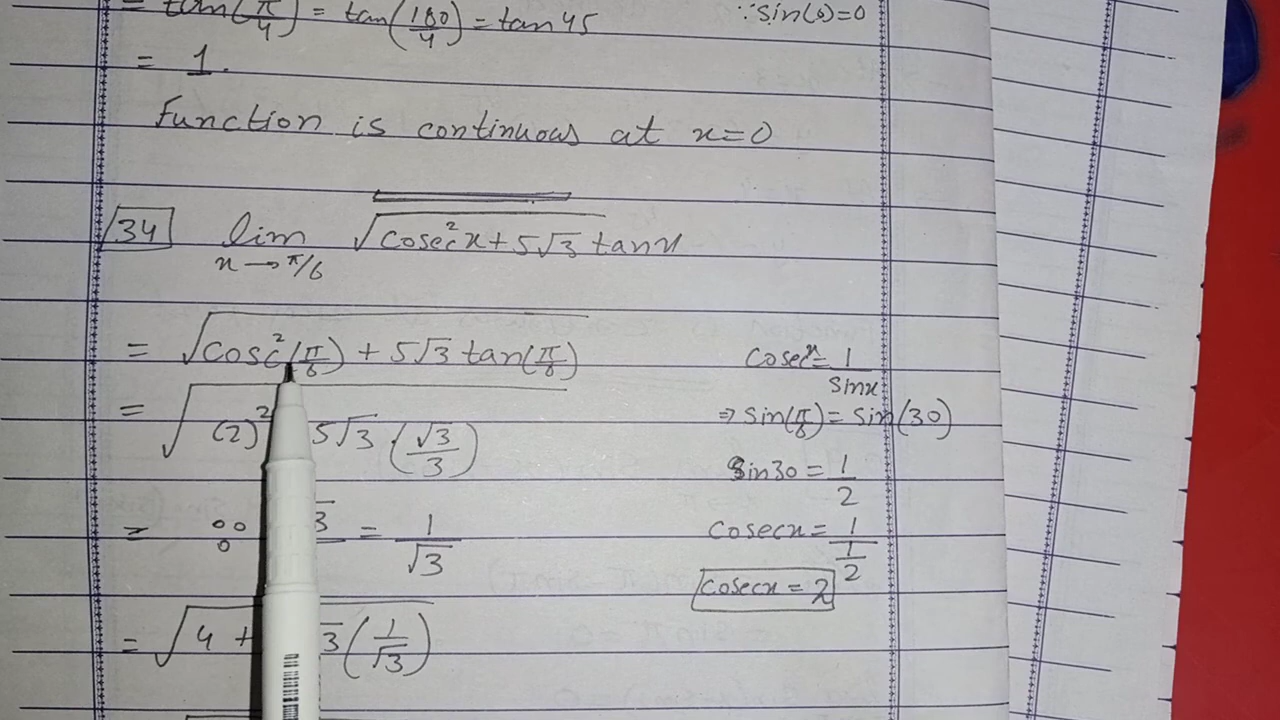 = tan(π/4) = tan(180/4) = tan45 ∵sin(0)=0
= 1.
Function is continuous at x=0
34 lim x→π/6 √(cosec²x + 5√3 tanx
= √(cosc²(π/6) + 5√3 tan(π/6)
= √((2)² 5√3 (√3/3)
= ∵ √3 = 1/√3
= √(4 + √3 (1/√3)
cosecx = 1/sinx
⇒ sin(π/6) = sin(30)
Sin30 = 1/2
cosecx = 1/(1/2)
cosecx = 2